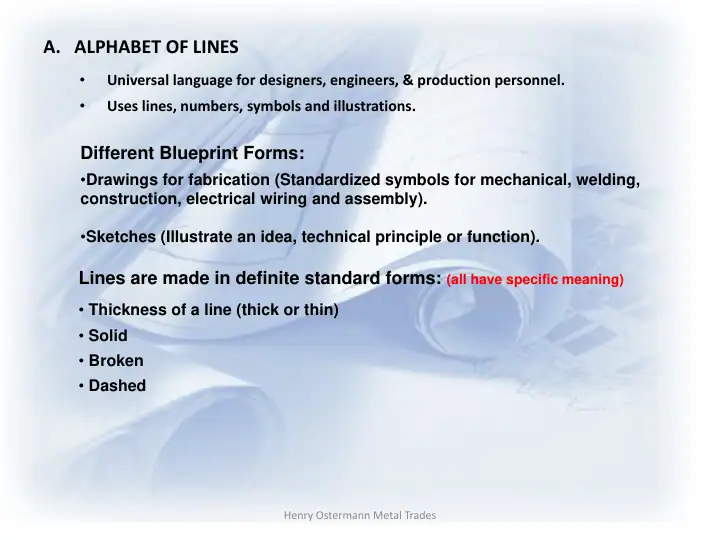 A. ALPHABET OF LINES
• Universal language for designers, engineers, & production personnel.
• Uses lines, numbers, symbols and illustrations.
Different Blueprint Forms:
•Drawings for fabrication (Standardized symbols for mechanical, welding,
construction, electrical wiring and assembly).
•Sketches (Illustrate an idea, technical principle or function).
Lines are made in definite standard forms: (all have specific meaning)
• Thickness of a line (thick or thin)
• Solid
• Broken
• Dashed
Henry Ostermann Metal Trades